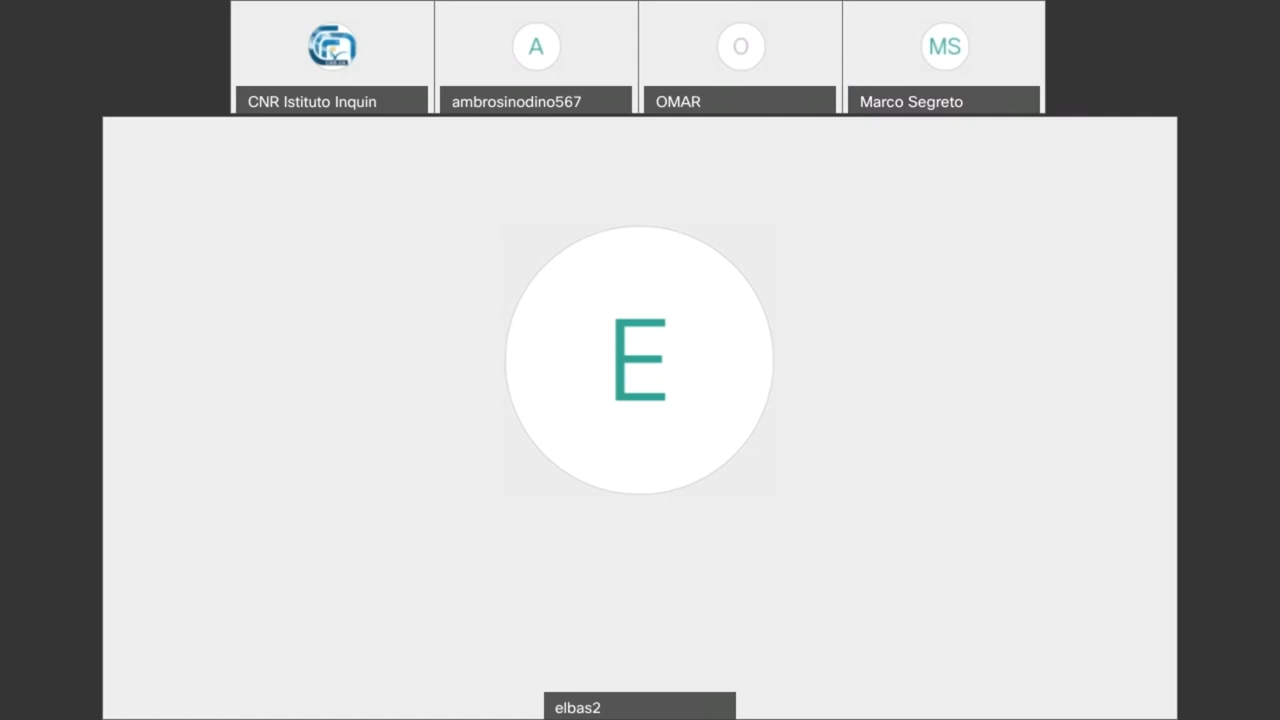 A
O
MS
CNR Istituto Inquin
ambrosinodino567
OMAR
Marco Segreto
E
elbas2